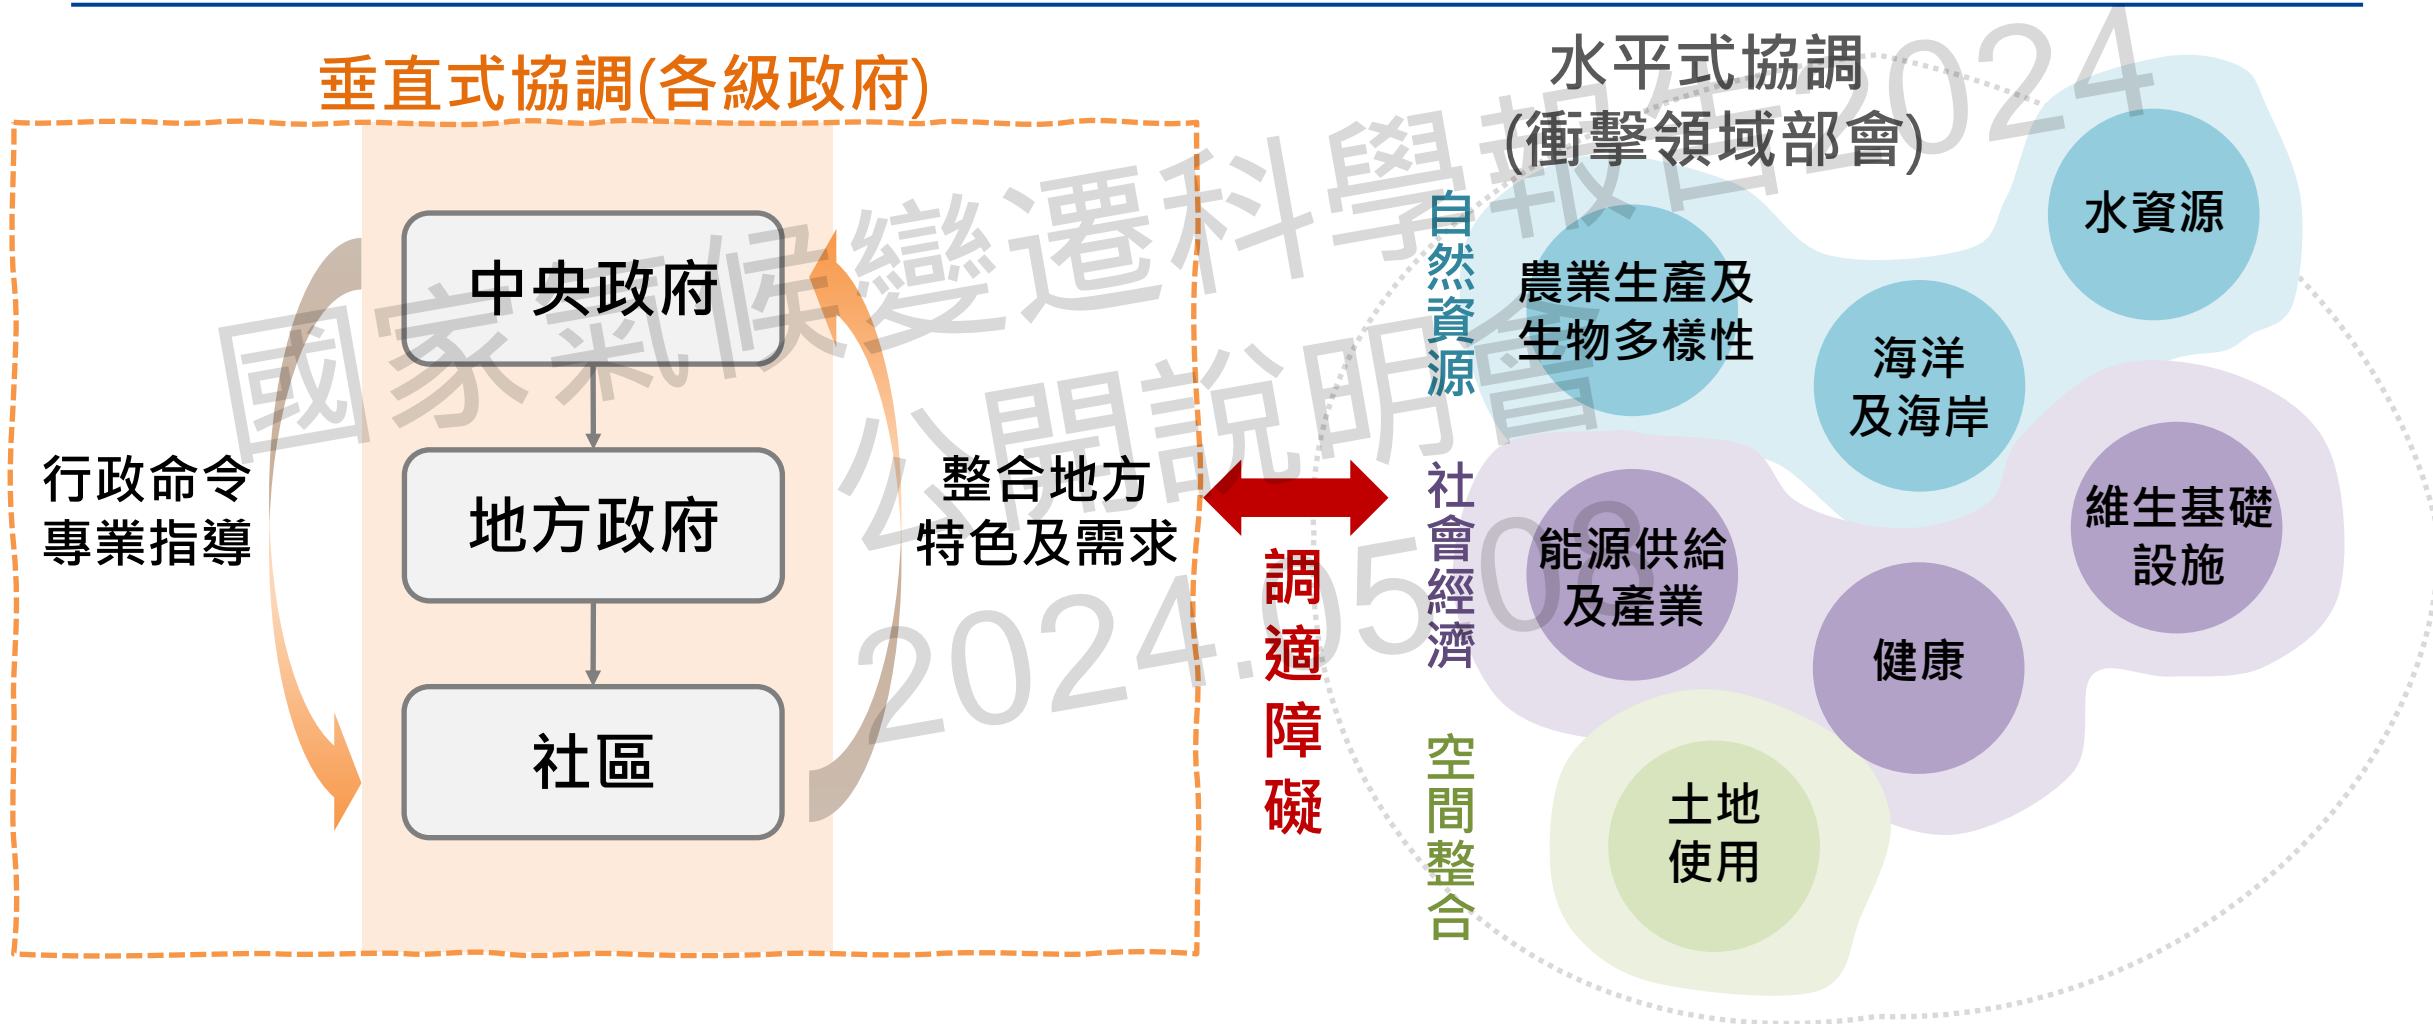 垂直式協調(各級政府)
中央政府
地方政府
社區
行政命令
專業指導
整合地方
特色及需求
調適障礙
水平式協調
(衝擊領域部會)
自然資源
農業生產及
生物多樣性
海洋
及海岸
水資源
社會經濟
能源供給
及產業
健康
維生基礎
設施
空間整合
土地
使用
國家氣候變遷科學報告2024
公開說明會
2024.0508